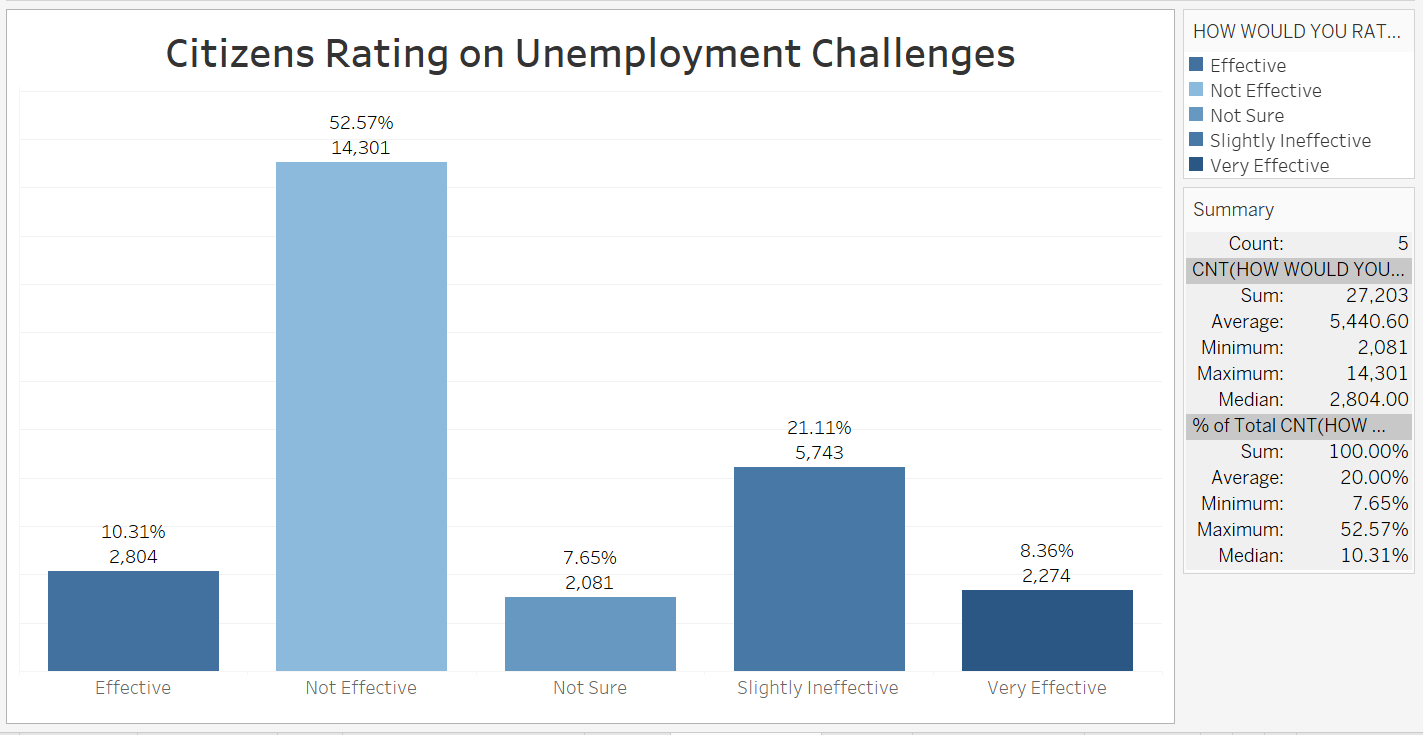 Citizens Rating on Unemployment Challenges
52.57%
14,301
21.11%
5,743
10.31%
2,804
7.65%
2,081
8.36%
2,274
Effective
Not Effective
Not Sure
Slightly Ineffective
Very Effective
HOW WOULD YOU RAT...
Effective
Not Effective
Not Sure
Slightly Ineffective
Very Effective
Summary
Count: 5
CNT(HOW WOULD YOU...
Sum: 27,203
Average: 5,440.60
Minimum: 2,081
Maximum: 14,301
Median: 2,804.00
% of Total CNT(HOW ...
Sum: 100.00%
Average: 20.00%
Minimum: 7.65%
Maximum: 52.57%
Median: 10.31%